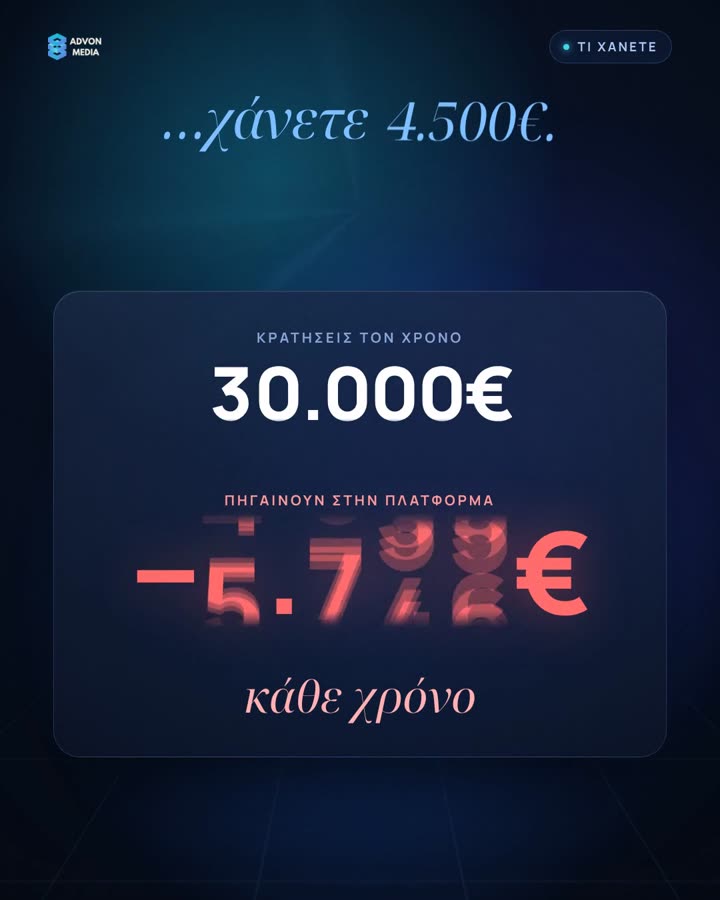 ADVON
MEDIA
ΤΙ ΧΑΝΕΤΕ
...χάνετε 4.500€.
ΚΡΑΤΗΣΕΙΣ ΤΟΝ ΧΡΟΝΟ
30.000€
ΠΗΓΑΙΝΟΥΝ ΣΤΗΝ ΠΛΑΤΦΟΡΜΑ
κάθε χρόνο